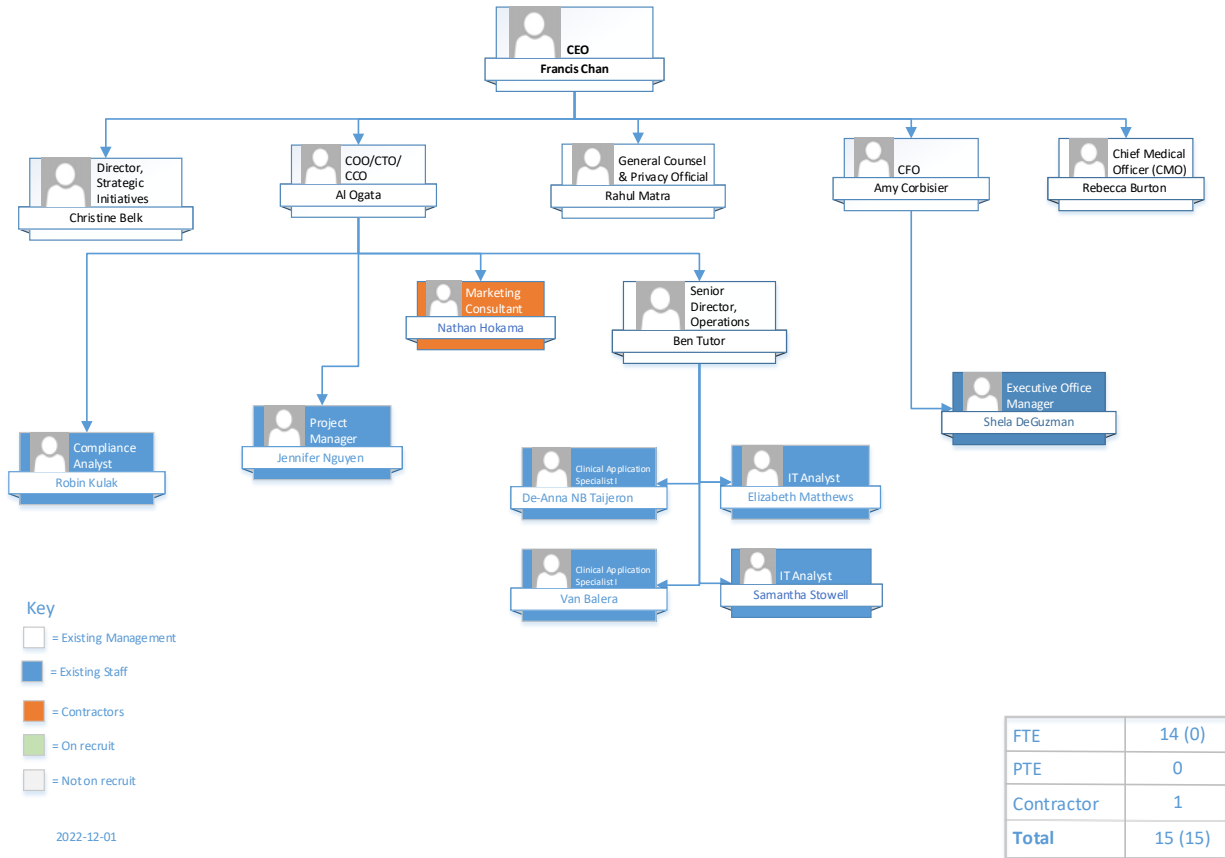 CEO
Francis Chan
Director,
Strategic
Initiatives
Christine Belk
COO/CTO/
CCO
Al Ogata
General Counsel
& Privacy Official
Rahul Matra
CFO
Amy Corbisier
Chief Medical
Officer (CMO)
Rebecca Burton
Marketing
Consultant
Nathan Hokama
Senior
Director,
Operations
Ben Tutor
Executive Office
Manager
Shela DeGuzman
Compliance
Analyst
Robin Kulak
Project
Manager
Jennifer Nguyen
Clinical Application
Specialist I
De-Anna NB Taijeron
IT Analyst
Elizabeth Matthews
Clinical Application
Specialist I
Van Balera
IT Analyst
Samantha Stowell
Key
= Existing Management
= Existing Staff
= Contractors
= On recruit
= Not on recruit
2022-12-01
FTE 14 (0)
PTE 0
Contractor 1
Total 15 (15)